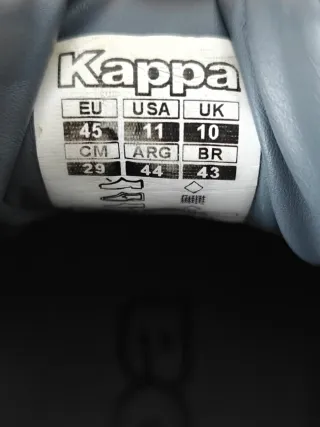 Kappa
EU USA UK
45 11 10
CM ARG BR
29 44 43